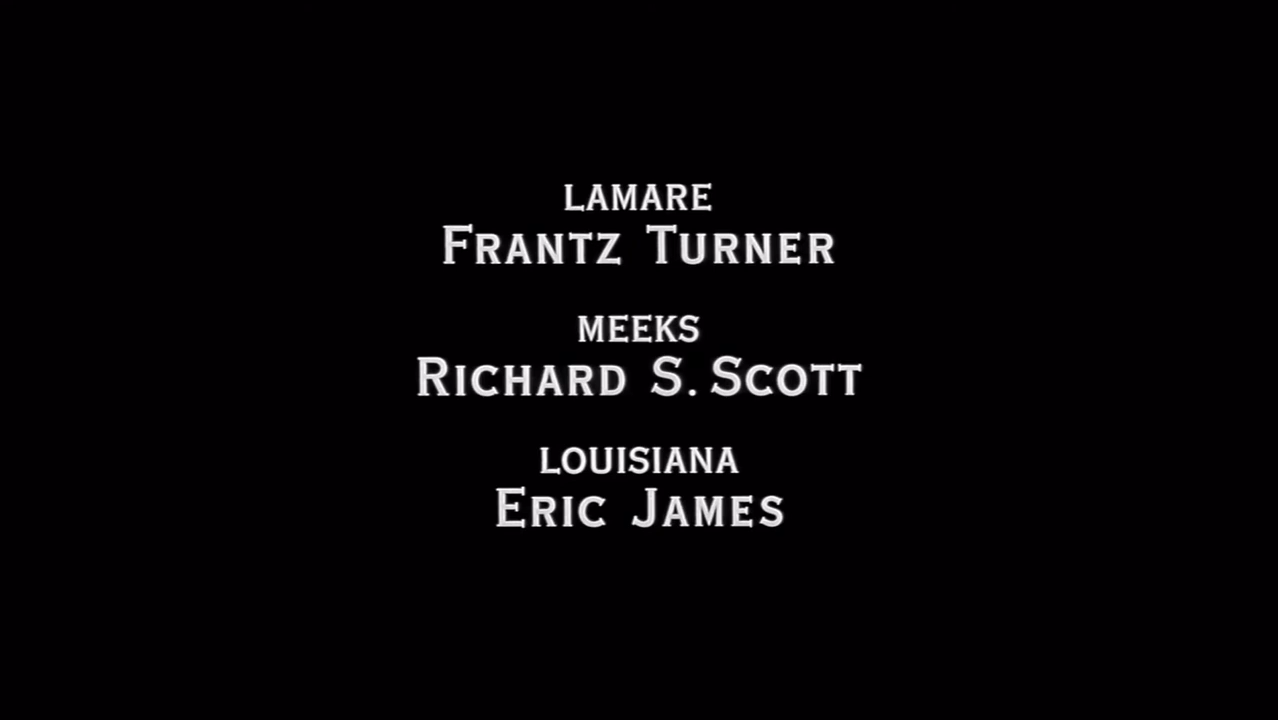 LAMARE
FRANTZ TURNER
MEEKS
RICHARD S. SCOTT
LOUISIANA
ERIC JAMES